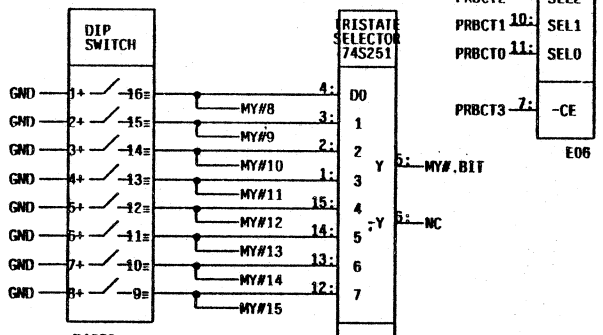 DIP
SWITCH
TRISTATE
SELECTOR
74S251
PRBCT1 10: SEL1
PRBCT0 11: SEL0
PRBCT3 7: -CE
E06
GND 1+ 16≡ 4: D0
MY#8
GND 2+ 15≡ 3: 1
MY#9
GND 3+ 14≡ 2: 2
MY#10
Y 5: MY#.BIT
GND 4+ 13≡ 1: 3
MY#11
GND 5+ 12≡ 15: 4
MY#12
-Y 6: NC
GND 6+ 11≡ 14: 5
MY#13
GND 7+ 10≡ 13: 6
MY#14
GND 8+ 9≡ 12: 7
MY#15